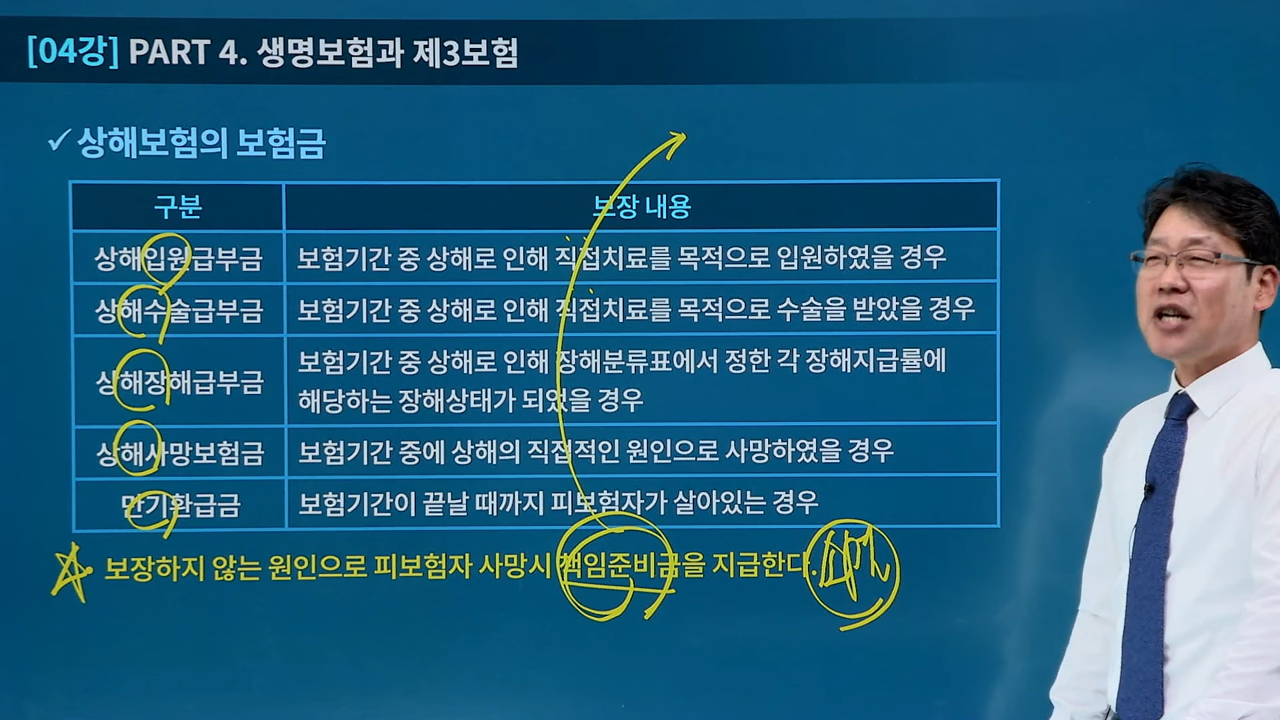 [04강] PART 4. 생명보험과 제3보험
✓ 상해보험의 보험금
구분 보장 내용
상해입원급부금 보험기간 중 상해로 인해 직접치료를 목적으로 입원하였을 경우
상해수술급부금 보험기간 중 상해로 인해 직접치료를 목적으로 수술을 받았을 경우
상해장해급부금 보험기간 중 상해로 인해 장해분류표에서 정한 각 장해지급률에
해당하는 장해상태가 되었을 경우
상해사망보험금 보험기간 중에 상해의 직접적인 원인으로 사망하였을 경우
만기환급금 보험기간이 끝날 때까지 피보험자가 살아있는 경우
보장하지 않는 원인으로 피보험자 사망시 책임준비금을 지급한다.